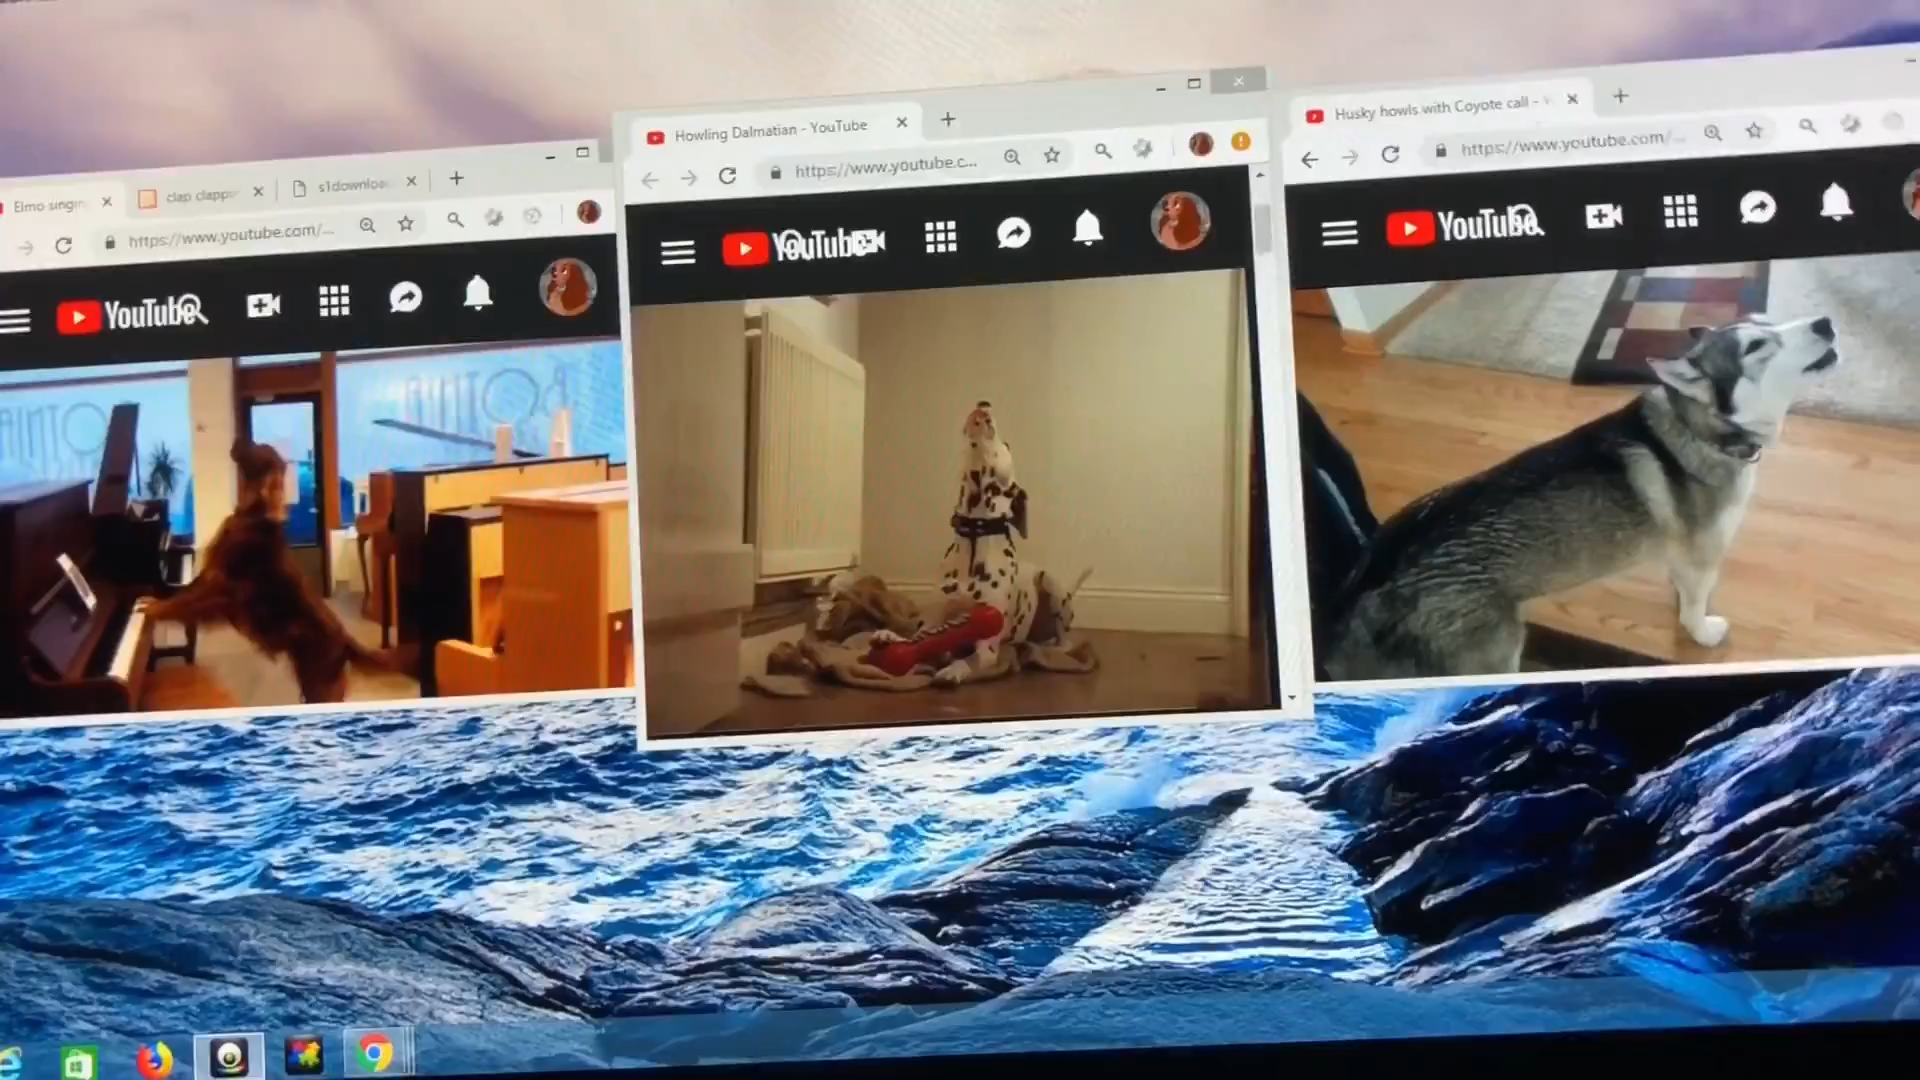 Elmo singin
clap clappi
s1downloa
https://www.youtube.com/...
YouTube
Howling Dalmatian - YouTube
https://www.youtube.c...
YouTube
Husky howls with Coyote call -
https://www.youtube.com/...
YouTube